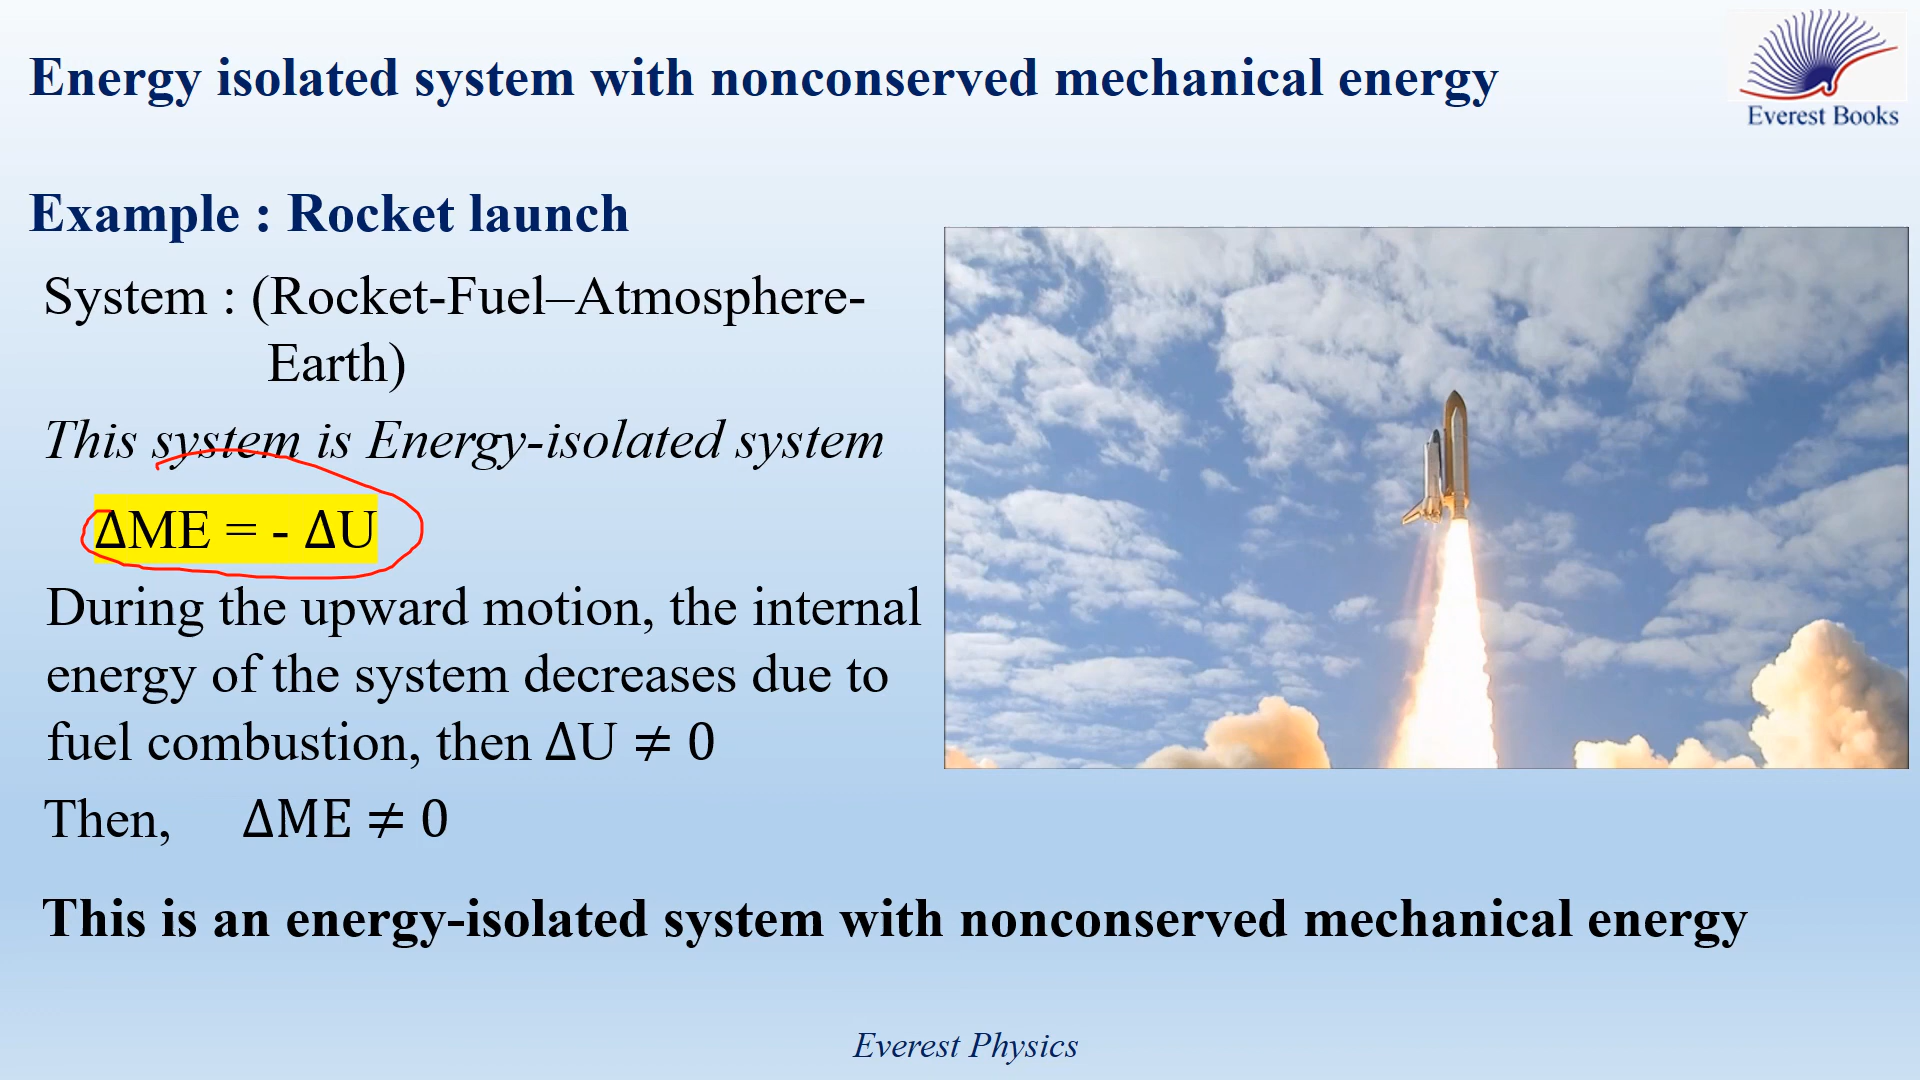 Energy isolated system with nonconserved mechanical energy
Everest Books
Example : Rocket launch
System : (Rocket-Fuel–Atmosphere-
Earth)
This system is Energy-isolated system
ΔME = - ΔU
During the upward motion, the internal
energy of the system decreases due to
fuel combustion, then ΔU ≠ 0
Then, ΔME ≠ 0
This is an energy-isolated system with nonconserved mechanical energy
Everest Physics